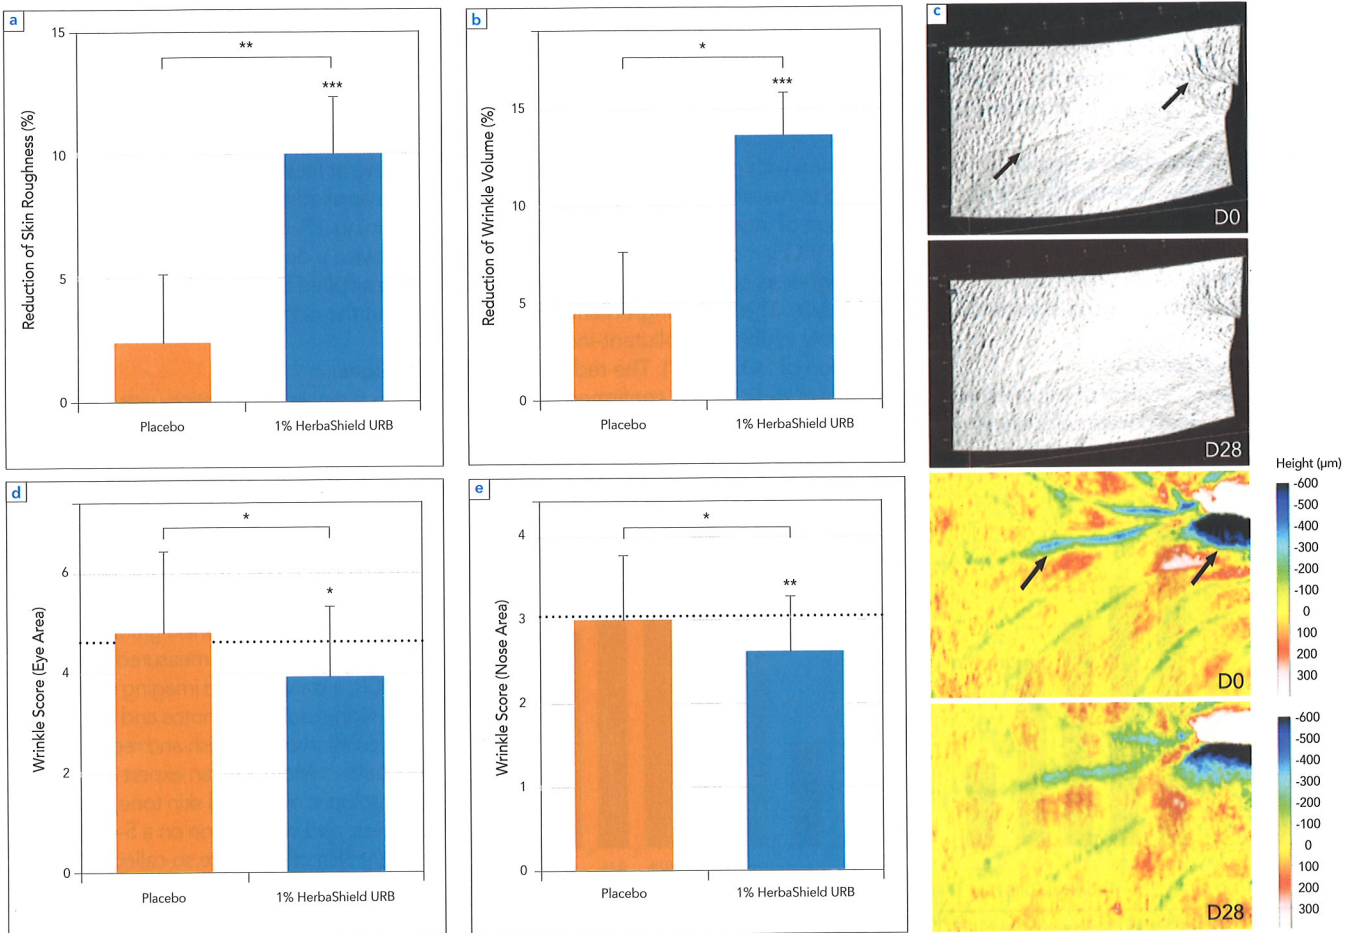 a
15
10
5
0
Reduction of Skin Roughness (%)
**
***
Placebo
1% HerbaShield URB
b
15
10
5
0
Reduction of Wrinkle Volume (%)
*
***
Placebo
1% HerbaShield URB
c
D0
D28
D0
D28
Height (µm)
-600
-500
-400
-300
-200
-100
0
100
200
300
-600
-500
-400
-300
-200
-100
0
100
200
300
d
6
4
2
0
Wrinkle Score (Eye Area)
*
*
Placebo
1% HerbaShield URB
e
4
3
2
1
0
Wrinkle Score (Nose Area)
*
**
Placebo
1% HerbaShield URB